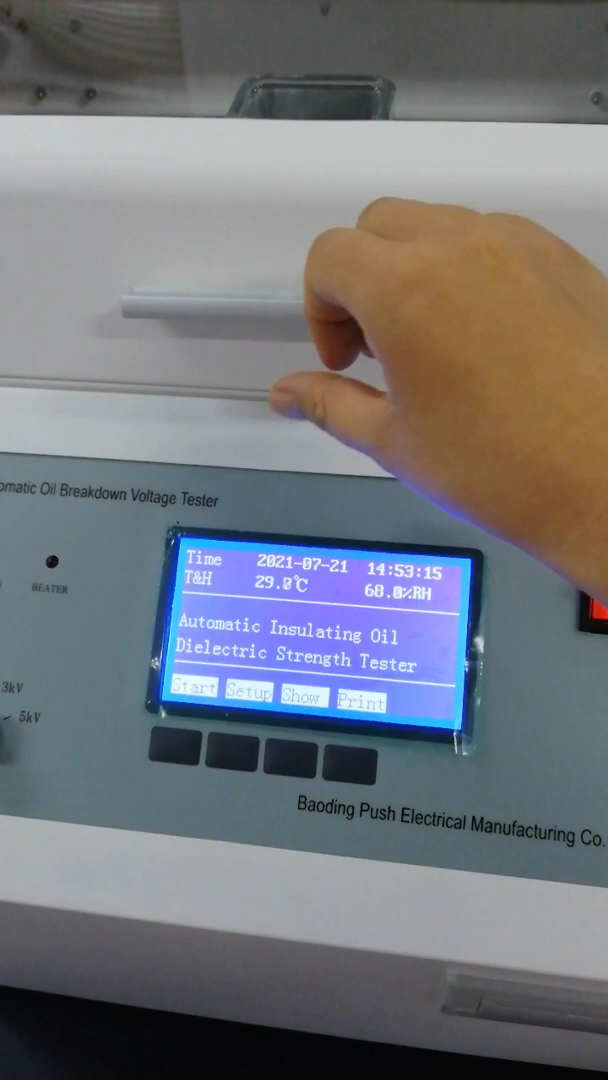 omatic Oil Breakdown Voltage Tester
BEATER
3kV
5kV
Time 2021-07-21 14:53:15
T&H 29. ℃ 68.0%RH
Automatic Insulating Oil
Dielectric Strength Tester
Start Setup Show Print
Baoding Push Electrical Manufacturing Co.